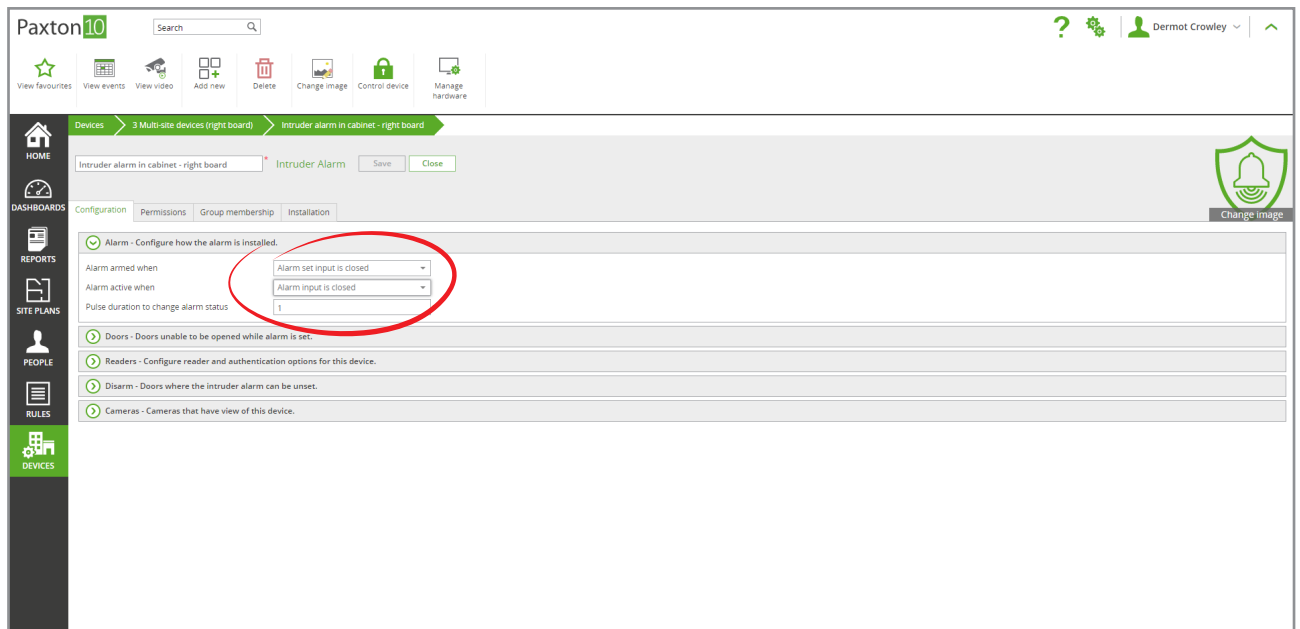 Paxton10
Search
Dermot Crowley
View favourites
View events
View video
Add new
Delete
Change image
Control device
Manage hardware
Devices
3 Multi-site devices (right board)
Intruder alarm in cabinet - right board
HOME
Intruder alarm in cabinet - right board
* Intruder Alarm
Save
Close
DASHBOARDS
Configuration
Permissions
Group membership
Installation
Change image
REPORTS
Alarm - Configure how the alarm is installed.
Alarm armed when
Alarm set input is closed
Alarm active when
Alarm input is closed
Pulse duration to change alarm status
1
SITE PLANS
Doors - Doors unable to be opened while alarm is set.
PEOPLE
Readers - Configure reader and authentication options for this device.
Disarm - Doors where the intruder alarm can be unset.
RULES
Cameras - Cameras that have view of this device.
DEVICES